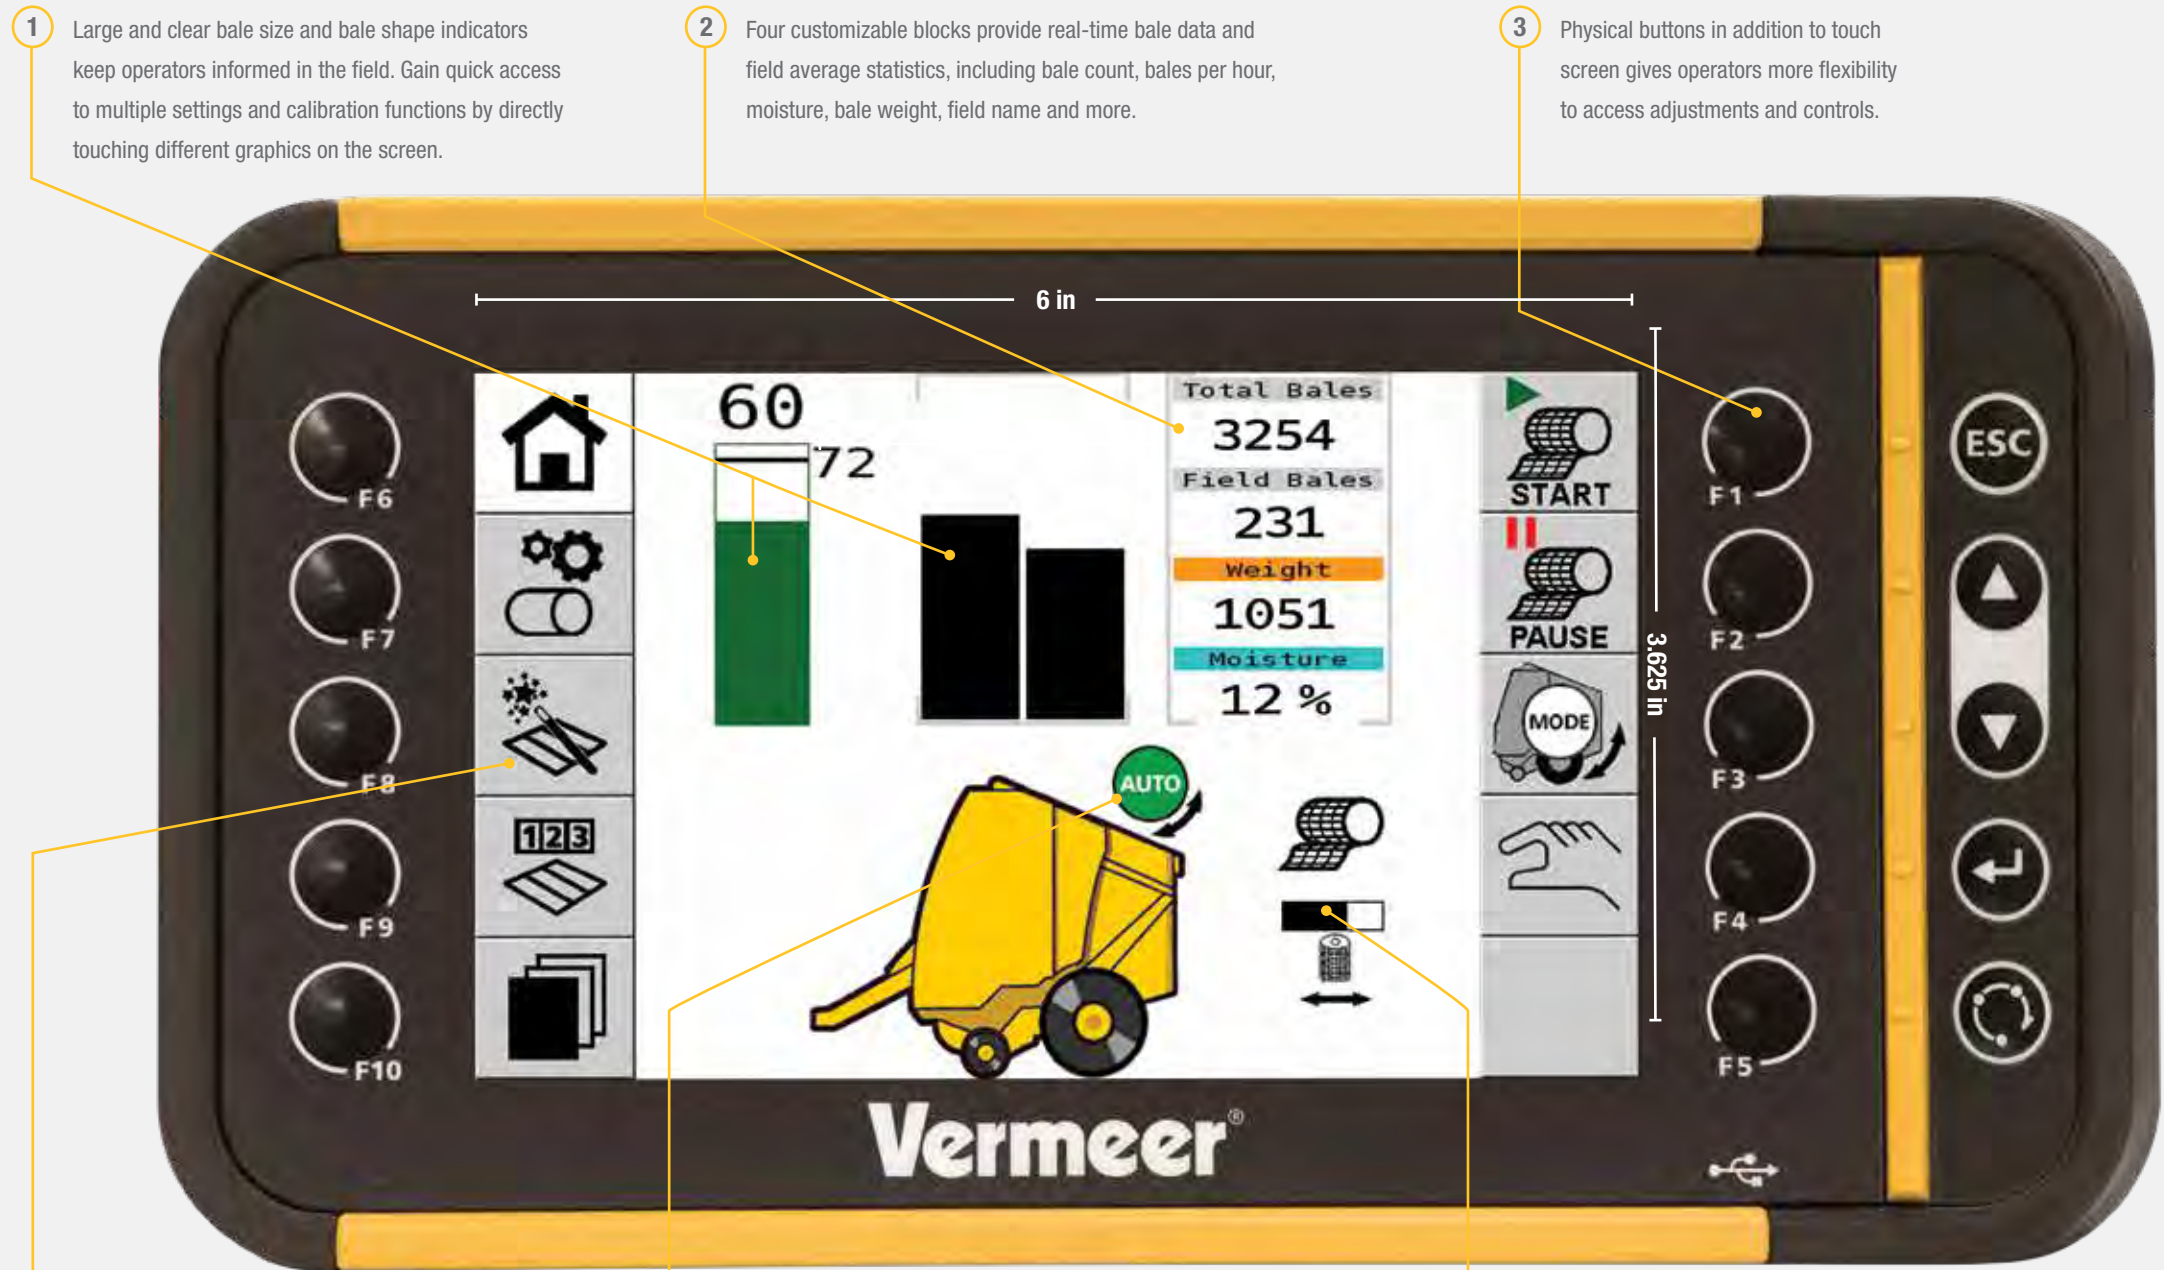 1
Large and clear bale size and bale shape indicators
keep operators informed in the field. Gain quick access
to multiple settings and calibration functions by directly
touching different graphics on the screen.
2
Four customizable blocks provide real-time bale data and
field average statistics, including bale count, bales per hour,
moisture, bale weight, field name and more.
3
Physical buttons in addition to touch
screen gives operators more flexibility
to access adjustments and controls.
6 in
3.625 in
F6
F7
F8
F9
F10
123
60
72
Total Bales
3254
Field Bales
231
Weight
1051
Moisture
12 %
AUTO
START
PAUSE
MODE
F1
F2
F3
F4
F5
ESC
Vermeer®